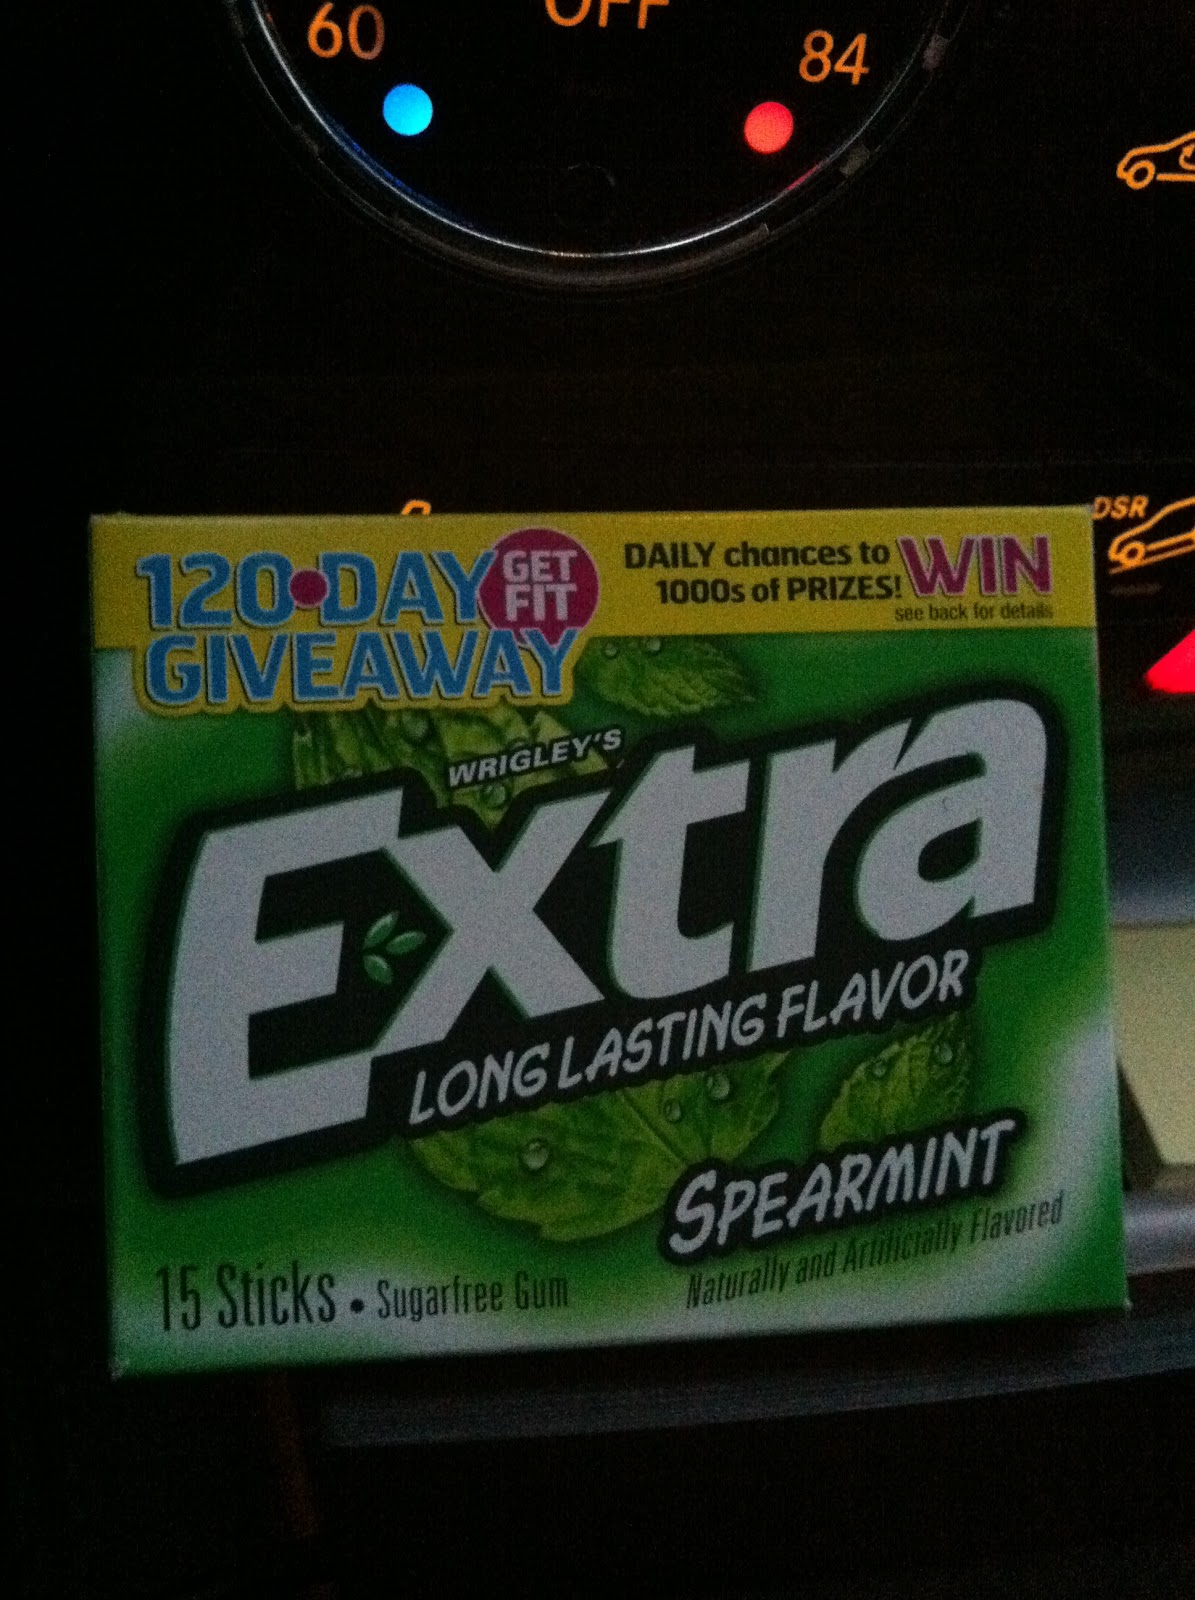 OFF
60
84
DSR
120•DAY
GIVEAWAY
GET
FIT
DAILY chances to
1000s of PRIZES!
WIN
see back for details
WRIGLEY'S
Extra
LONG LASTING FLAVOR
SPEARMINT
Naturally and Artificially Flavored
15 Sticks • Sugarfree Gum